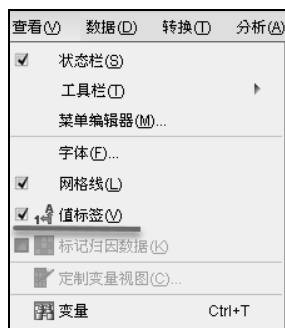 查看(V) 数据(D) 转换(T) 分析(A)
状态栏(S)
工具栏(T)
菜单编辑器(M)...
字体(F)...
网格线(L)
值标签(V)
标记归因数据(K)
定制变量视图(C)...
变量 Ctrl+T